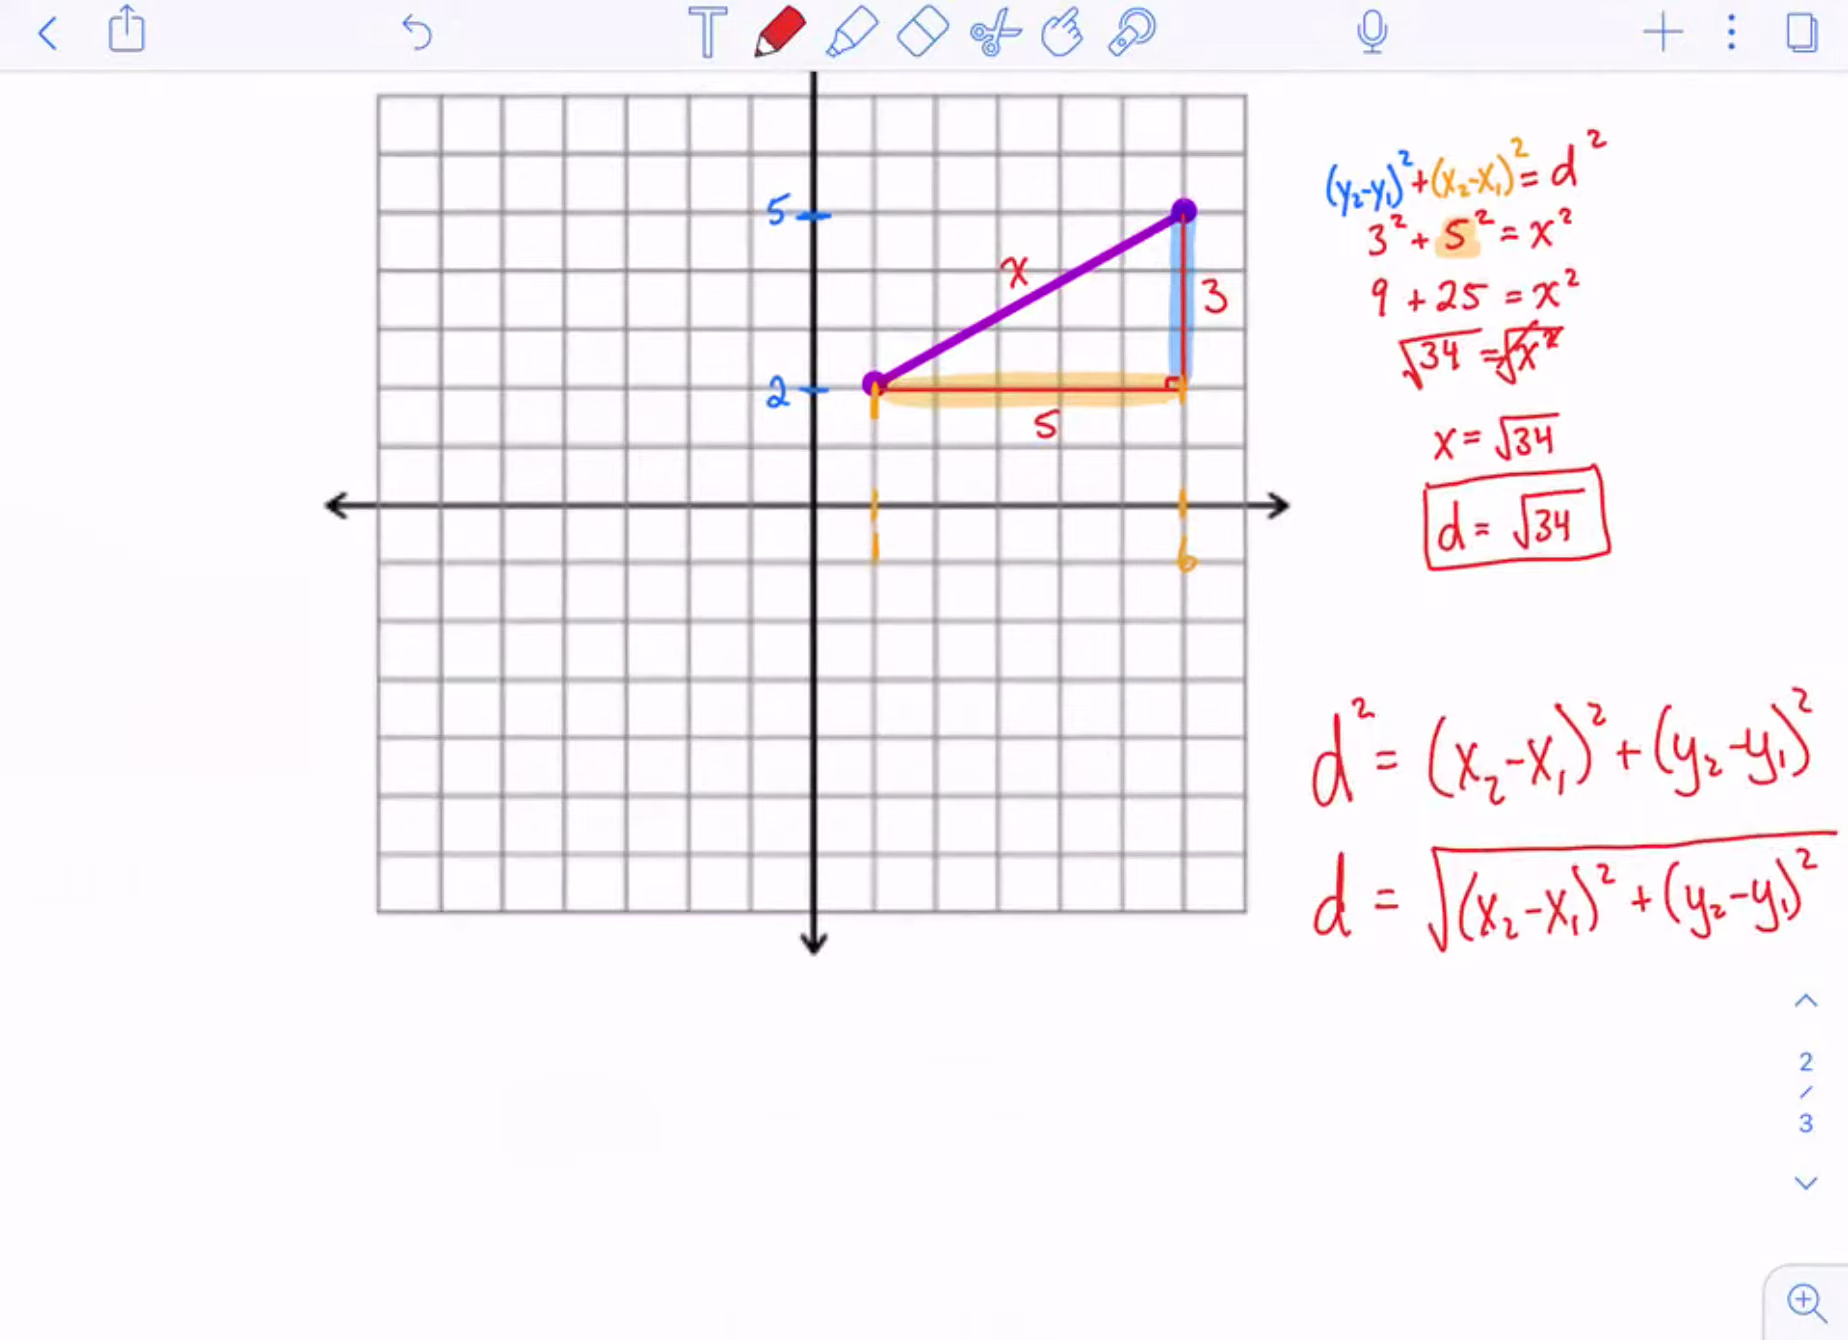 T
5
2
x
3
5
1
6
(y₂-y₁)²+(x₂-x₁)²=d²
3²+5²=x²
9+25=x²
√34=√x²
x=√34
d=√34
d²=(x₂-x₁)²+(y₂-y₁)²
d=√(x₂-x₁)²+(y₂-y₁)²
2
/
3